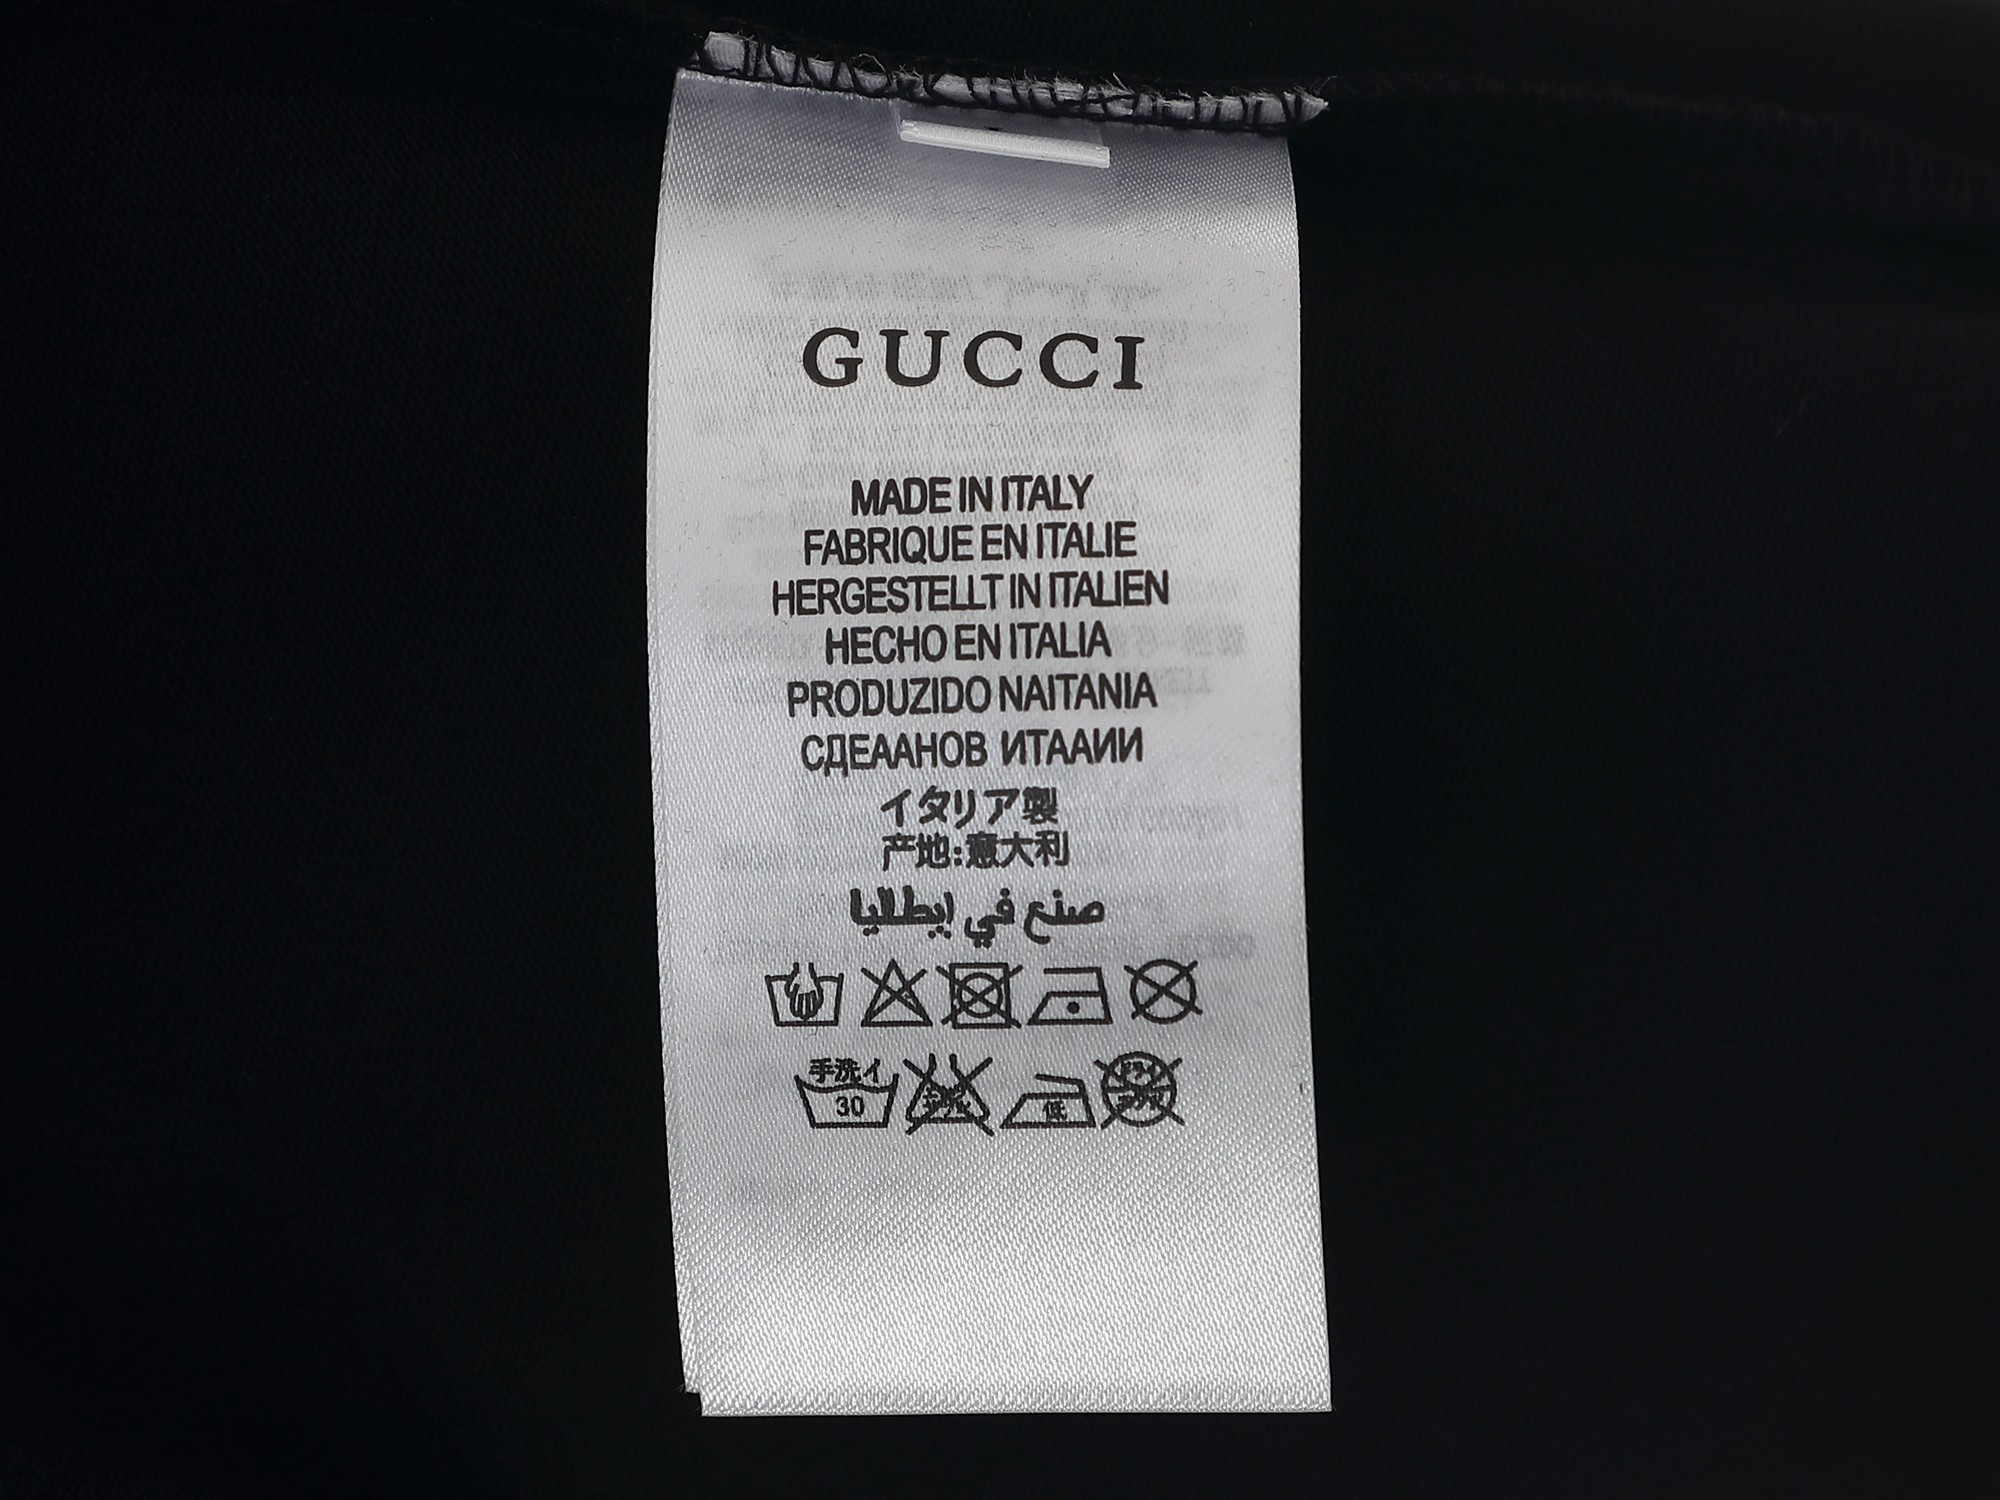 GUCCI
MADE IN ITALY
FABRIQUE EN ITALIE
HERGESTELLT IN ITALIEN
HECHO EN ITALIA
PRODUZIDO NAITANIA
СДЕААНОВ ИТААИИ
イタリア製
产地:意大利
صنع في إيطاليا
手洗イ
30
低